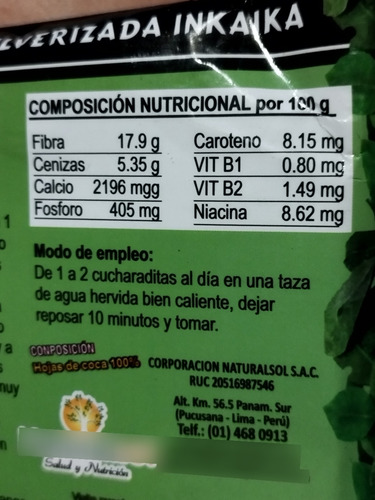 LVERIZADA INKANKA
COMPOSICIÓN NUTRICIONAL por 100 g
Fibra 17.9 g Caroteno 8.15 mg
Cenizas 5.35 g VIT B1 0.80 mg
Calcio 2196 mgg VIT B2 1.49 mg
Fosforo 405 mg Niacina 8.62 mg
Modo de empleo:
De 1 a 2 cucharaditas al día en una taza
de agua hervida bien caliente, dejar
reposar 10 minutos y tomar.
CONPOSICIÓN
Hojas de coca 100%
CORPORACION NATURALSOL S.A.C.
RUC 20516987546
Alt. Km. 56.5 Panam. Sur
(Pucusana - Lima - Perú)
Telf.: (01) 468 0913
Salud y Nutrición